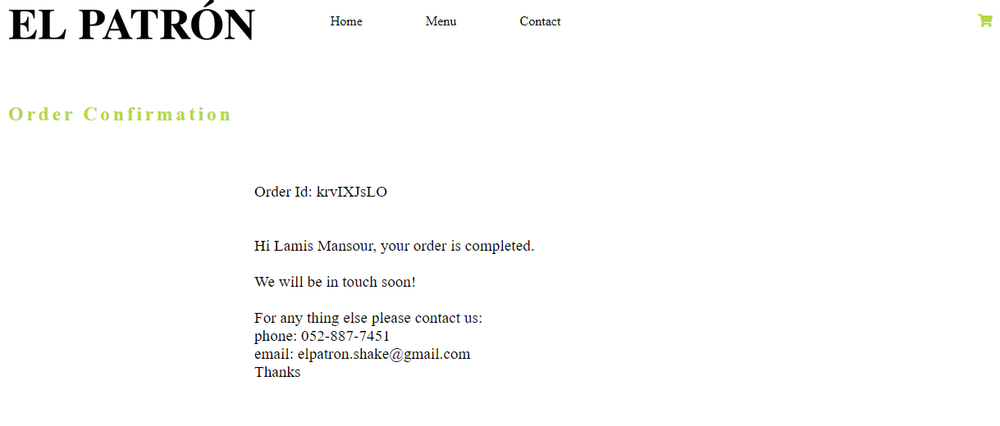 EL PATRÓN
Home Menu Contact
Order Confirmation
Order Id: krvIXJsLO
Hi Lamis Mansour, your order is completed.
We will be in touch soon!
For any thing else please contact us:
phone: 052-887-7451
email: elpatron.shake@gmail.com
Thanks